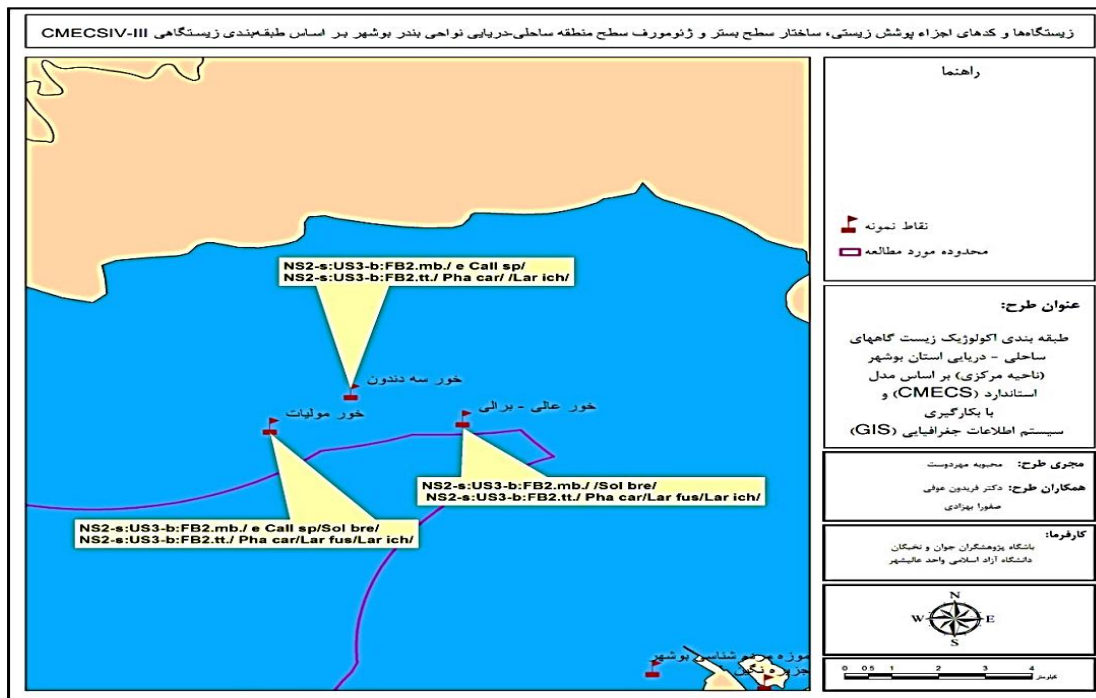 زیستگاه‌ها و کدهای اجزاء پوشش زیستی، ساختار سطح بستر و ژئومورف سطح منطقه ساحلی-دریایی نواحی بندر بوشهر بر اساس طبقه‌بندی زیستگاهی CMECSIV-III
راهنما
نقاط نمونه
محدوده مورد مطالعه
NS2-s:US3-b:FB2.mb./ e Call sp/
NS2-s:US3-b:FB2.tt./ Pha car/ /Lar ich/
خور سه دندون
خور مولیات
خور عالی - برالی
NS2-s:US3-b:FB2.mb./ /Sol bre/
NS2-s:US3-b:FB2.tt./ Pha car/Lar fus/Lar ich/
NS2-s:US3-b:FB2.mb./ e Call sp/Sol bre/
NS2-s:US3-b:FB2.tt./ Pha car/Lar fus/Lar ich/
موزه مردم شناسی بوشهر
جزیره نگین
عنوان طرح:
طبقه بندی اکولوژیک زیست گاههای
ساحلی - دریایی استان بوشهر
(ناحیه مرکزی) بر اساس مدل
استاندارد (CMECS) و
با بکارگیری
سیستم اطلاعات جغرافیایی (GIS)
مجری طرح: محبوبه مهردوست
همکاران طرح: دکتر فریدون عوفی
صفورا بهزادی
کارفرما:
باشگاه پژوهشگران جوان و نخبگان
دانشگاه آزاد اسلامی واحد عالیشهر
N
W E
S
0 0.5 1 2 3 4
کیلومتر